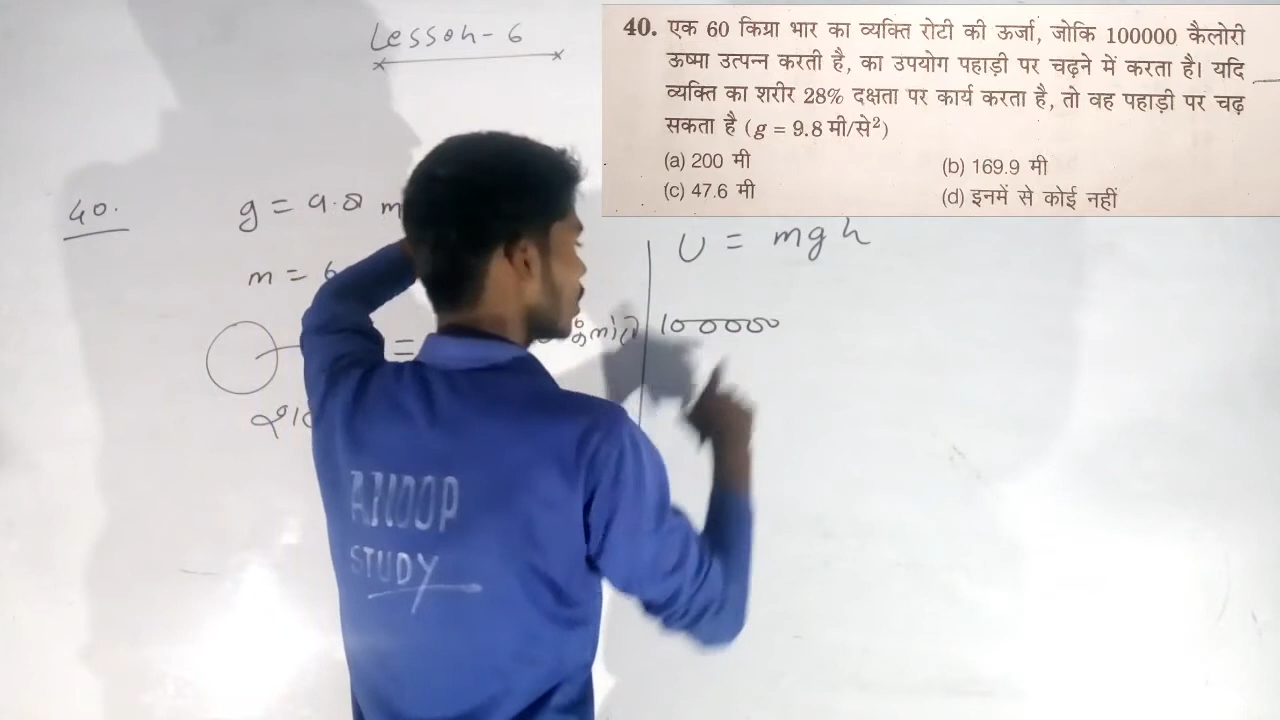 Lesson-6
40. एक 60 किग्रा भार का व्यक्ति रोटी की ऊर्जा, जोकि 100000 कैलोरी
ऊष्मा उत्पन्न करती है, का उपयोग पहाड़ी पर चढ़ने में करता है। यदि
व्यक्ति का शरीर 28% दक्षता पर कार्य करता है, तो वह पहाड़ी पर चढ़
सकता है (g = 9.8 मी/से²)
(a) 200 मी
(b) 169.9 मी
(c) 47.6 मी
(d) इनमें से कोई नहीं
40.
g = 9.8 m
m = 6
=
U = mgh
100000
ANOOP
STUDY